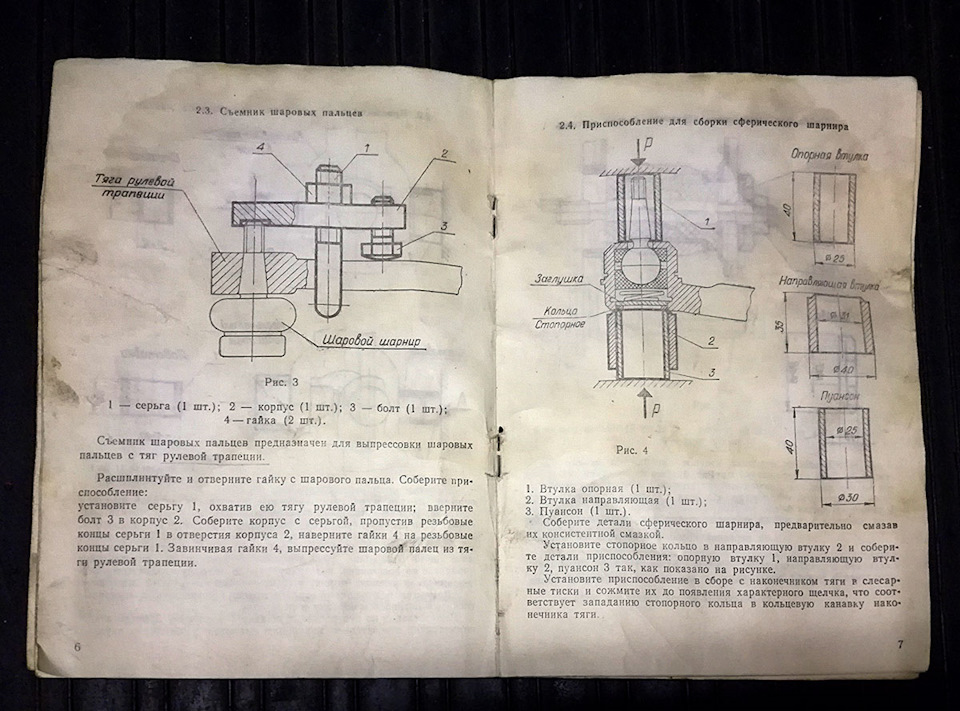 2.3. Съемник шаровых пальцев
4
1
2
3
Тяга рулевой
трапеции
Шаровой шарнир
Рис. 3
1 — серьга (1 шт.); 2 — корпус (1 шт.); 3 — болт (1 шт.);
4 — гайка (2 шт.).
Съемник шаровых пальцев предназначен для выпрессовки шаровых
пальцев с тяг рулевой трапеции.
Расшплинтуйте и отверните гайку с шарового пальца. Соберите при-
способление:
установите серьгу 1, охватив ею тягу рулевой трапеции; вверните
болт 3 в корпус 2. Соберите корпус с серьгой, пропустив резьбовые
концы серьги 1 в отверстия корпуса 2, наверните гайки 4 на резьбовые
концы серьги 1. Завинчивая гайки 4, выпрессуйте шаровой палец из тя-
ги рулевой трапеции.
6
2.4. Приспособление для сборки сферического шарнира
P
1
Заглушка
Кольцо
Стопорное
2
3
P
Опорная втулка
40
⌀25
Направляющая втулка
35
⌀31
⌀40
Пуансон
40
⌀25
⌀30
Рис. 4
1. Втулка опорная (1 шт.);
2. Втулка направляющая (1 шт.);
3. Пуансон (1 шт.).
Соберите детали сферического шарнира, предварительно смазав
их консистентной смазкой.
Установите стопорное кольцо в направляющую втулку 2 и собери-
те детали приспособления: опорную втулку 1, направляющую втул-
ку 2, пуансон 3 так, как показано на рисунке.
Установите приспособление в сборе с наконечником тяги в слесар-
ные тиски и сожмите их до появления характерного щелчка, что соот-
ветствует западанию стопорного кольца в кольцевую канавку нако-
нечника тяги.
7